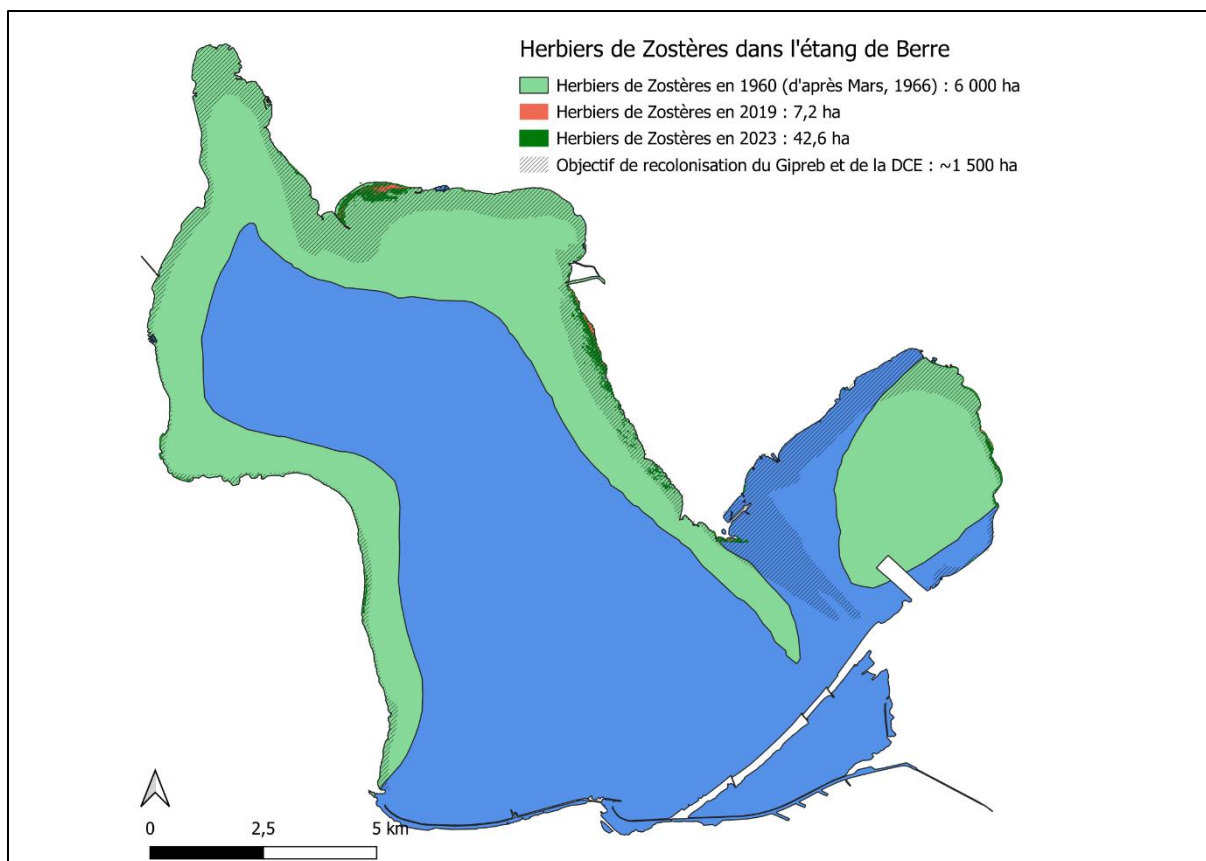 Herbiers de Zostères dans l'étang de Berre
Herbiers de Zostères en 1960 (d'après Mars, 1966) : 6 000 ha
Herbiers de Zostères en 2019 : 7,2 ha
Herbiers de Zostères en 2023 : 42,6 ha
Objectif de recolonisation du Gipreb et de la DCE : ~1 500 ha
0 2,5 5 km